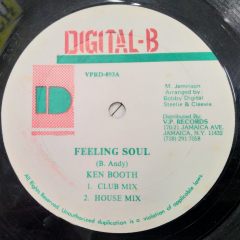 DIGITAL-B
VPRD-893A
M. Jemmison
Arranged by
Bobby Digital
Steelie & Cleevie
Distributed By:
V.P. RECORDS
170-21 JAMAICA AVE.
JAMAICA, N.Y. 11432
(718) 291-7058
FEELING SOUL
(B. Andy)
KEN BOOTH
1. CLUB MIX
2. HOUSE MIX
All Rights Reserved. Unauthorised duplication is a violation of applicable laws.